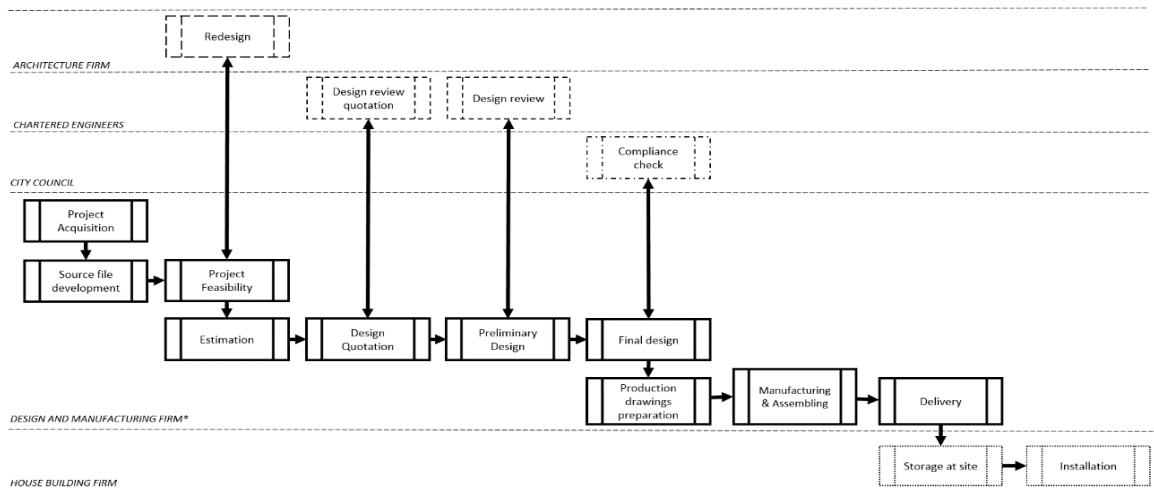 Redesign
ARCHITECTURE FIRM
Design review
quotation
Design review
CHARTERED ENGINEERS
Compliance
check
CITY COUNCIL
Project
Acquisition
Source file
development
Project
Feasibility
Estimation
Design
Quotation
Preliminary
Design
Final design
Production
drawings
preparation
Manufacturing
& Assembling
Delivery
DESIGN AND MANUFACTURING FIRM*
Storage at site
Installation
HOUSE BUILDING FIRM